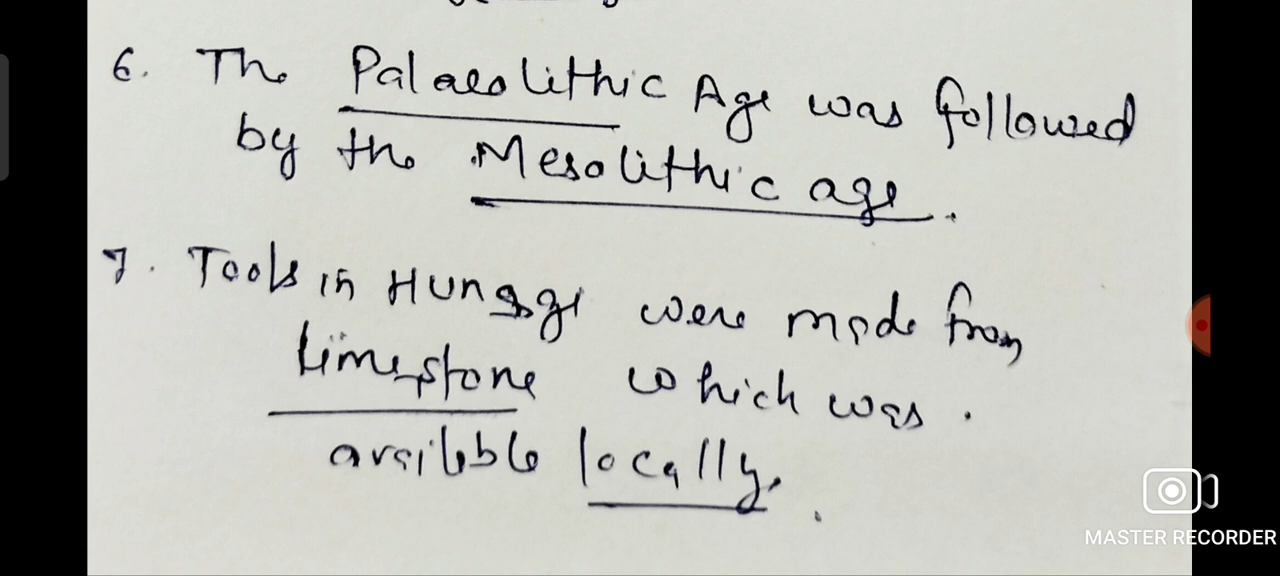 6. The Palaeolithic Age was followed
by the Mesolithic age.
7. Tools in Hunsgi were made from
limestone which was
available locally.
MASTER RECORDER